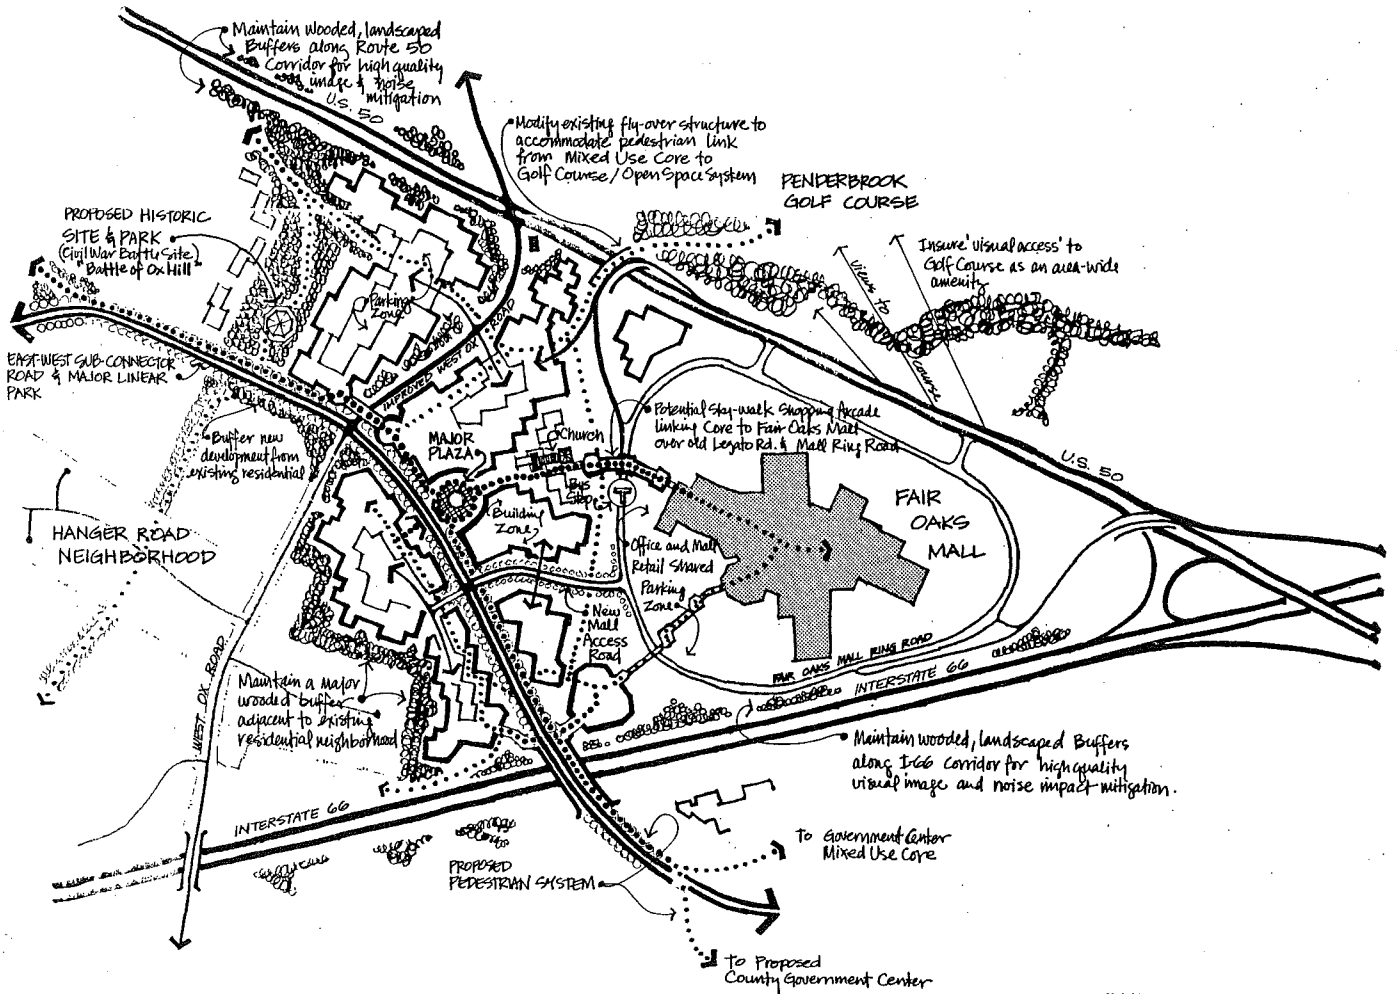 Maintain wooded, landscaped
Buffers along Route 50
Corridor for high quality
image & noise
mitigation
U.S. 50
Modify existing fly-over structure to
accommodate pedestrian link
from Mixed Use Core to
Golf Course/Open Space System
PENDERBROOK
GOLF COURSE
PROPOSED HISTORIC
SITE & PARK
(Civil War Battle Site)
"Battle of Ox Hill"
Insure 'visual access' to
Golf Course as an area-wide
amenity
views to
course
Parking
Zone
IMPROVED WEST OX ROAD
EAST-WEST SUB-CONNECTOR
ROAD & MAJOR LINEAR
PARK
Potential Sky-walk Shopping Arcade
linking Core to Fair Oaks Mall
over old Legato Rd. & Mall Ring Road
Buffer new
development from
existing residential
MAJOR
PLAZA
Church
U.S. 50
Bus
Stop
FAIR
OAKS
MALL
Building
Zone
HANGER ROAD
NEIGHBORHOOD
Office and Mall
Retail Shared
Parking
Zone
New
Mall
Access
Road
FAIR OAKS MALL RING ROAD
INTERSTATE 66
WEST OX ROAD
Maintain a Major
wooded buffer
adjacent to existing
residential neighborhood
Maintain wooded, landscaped Buffers
along I-66 Corridor for high quality
visual image and noise impact mitigation.
INTERSTATE 66
To Government Center
Mixed Use Core
PROPOSED
PEDESTRIAN SYSTEM
To Proposed
County Government Center